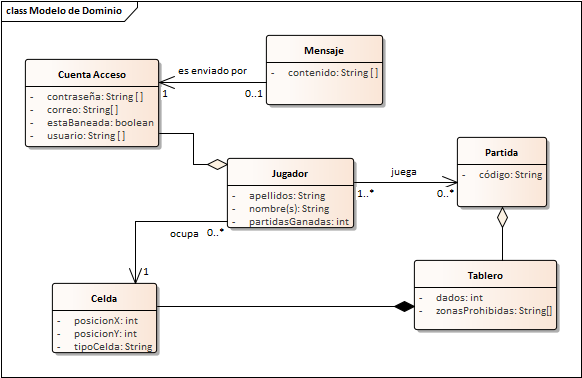 class Modelo de Dominio
Mensaje
- contenido: String [ ]
es enviado por
1
0..1
Cuenta Acceso
- contraseña: String [ ]
- correo: String[ ]
- estaBaneada: boolean
- usuario: String [ ]
Jugador
- apellidos: String
- nombre(s): String
- partidasGanadas: int
juega
1..*
0..*
Partida
- código: String
ocupa
0..*
1
Celda
- posicionX: int
- posicionY: int
- tipoCelda: String
Tablero
- dados: int
- zonasProhibidas: String[]